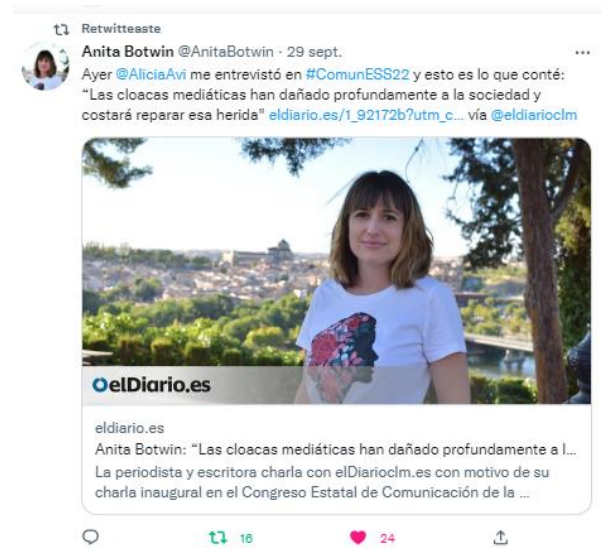 Retwitteaste
Anita Botwin @AnitaBotwin · 29 sept.
Ayer @AliciaAvi me entrevistó en #ComunESS22 y esto es lo que conté:
“Las cloacas mediáticas han dañado profundamente a la sociedad y
costará reparar esa herida” eldiario.es/1_92172b?utm_c... vía @eldiarioclm
elDiario.es
eldiario.es
Anita Botwin: “Las cloacas mediáticas han dañado profundamente a l...
La periodista y escritora charla con elDiarioclm.es con motivo de su
charla inaugural en el Congreso Estatal de Comunicación de la ...
16
24